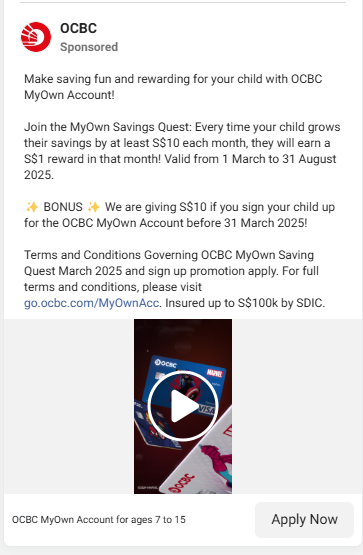 OCBC
Sponsored
Make saving fun and rewarding for your child with OCBC
MyOwn Account!
Join the MyOwn Savings Quest: Every time your child grows
their savings by at least S$10 each month, they will earn a
S$1 reward in that month! Valid from 1 March to 31 August
2025.
✨ BONUS ✨ We are giving S$10 if you sign your child up
for the OCBC MyOwn Account before 31 March 2025!
Terms and Conditions Governing OCBC MyOwn Saving
Quest March 2025 and sign up promotion apply. For full
terms and conditions, please visit
go.ocbc.com/MyOwnAcc. Insured up to S$100k by SDIC.
OCBC
MARVEL
VISA
OCBC
OCBC MyOwn Account for ages 7 to 15
Apply Now